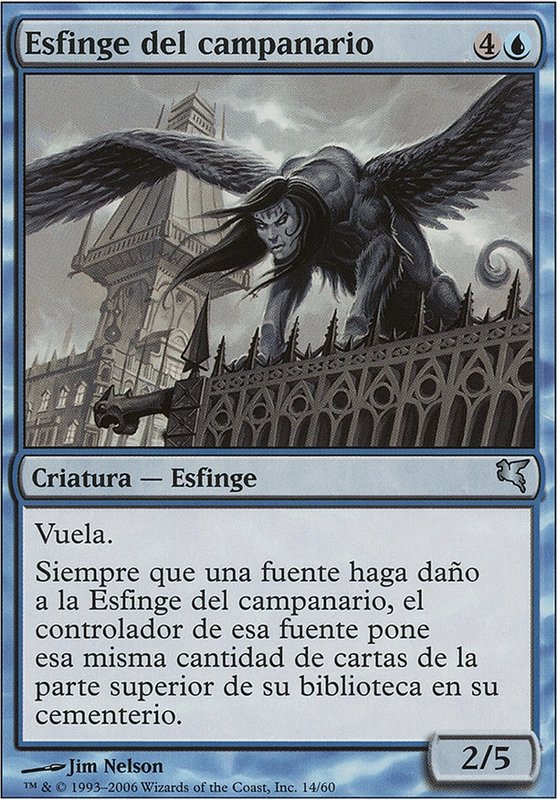 Esfinge del campanario 4
Criatura — Esfinge
Vuela.
Siempre que una fuente haga daño
a la Esfinge del campanario, el
controlador de esa fuente pone
esa misma cantidad de cartas de la
parte superior de su biblioteca en su
cementerio.
2/5
Jim Nelson
™ & © 1993–2006 Wizards of the Coast, Inc. 14/60